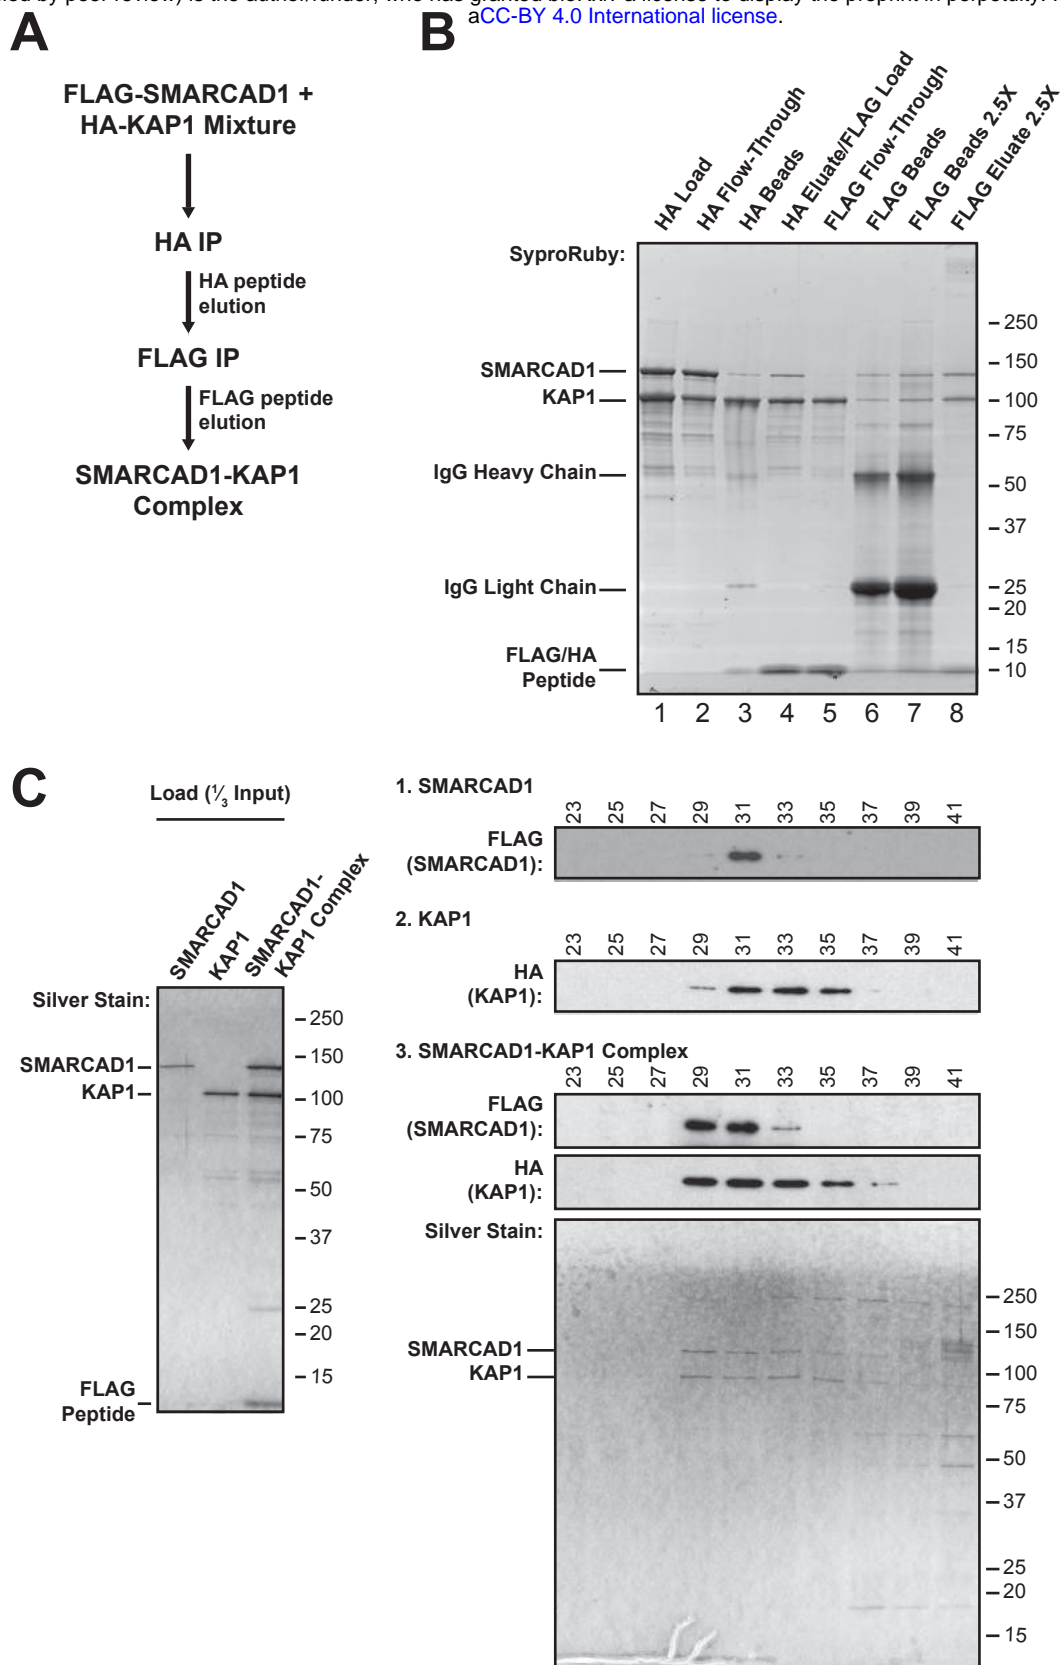 aCC-BY 4.0 International license.
A
FLAG-SMARCAD1 +
HA-KAP1 Mixture
HA IP
HA peptide
elution
FLAG IP
FLAG peptide
elution
SMARCAD1-KAP1
Complex
B
HA Load
HA Flow-Through
HA Beads
HA Eluate/FLAG Load
FLAG Flow-Through
FLAG Beads
FLAG Beads 2.5X
FLAG Eluate 2.5X
SyproRuby:
SMARCAD1
KAP1
IgG Heavy Chain
IgG Light Chain
FLAG/HA
Peptide
250
150
100
75
50
37
25
20
15
10
1 2 3 4 5 6 7 8
C
Load (⅓ Input)
SMARCAD1
KAP1
SMARCAD1-
KAP1 Complex
Silver Stain:
SMARCAD1
KAP1
FLAG
Peptide
250
150
100
75
50
37
25
20
15
1. SMARCAD1
23 25 27 29 31 33 35 37 39 41
FLAG
(SMARCAD1):
2. KAP1
23 25 27 29 31 33 35 37 39 41
HA
(KAP1):
3. SMARCAD1-KAP1 Complex
23 25 27 29 31 33 35 37 39 41
FLAG
(SMARCAD1):
HA
(KAP1):
Silver Stain:
SMARCAD1
KAP1
250
150
100
75
50
37
25
20
15